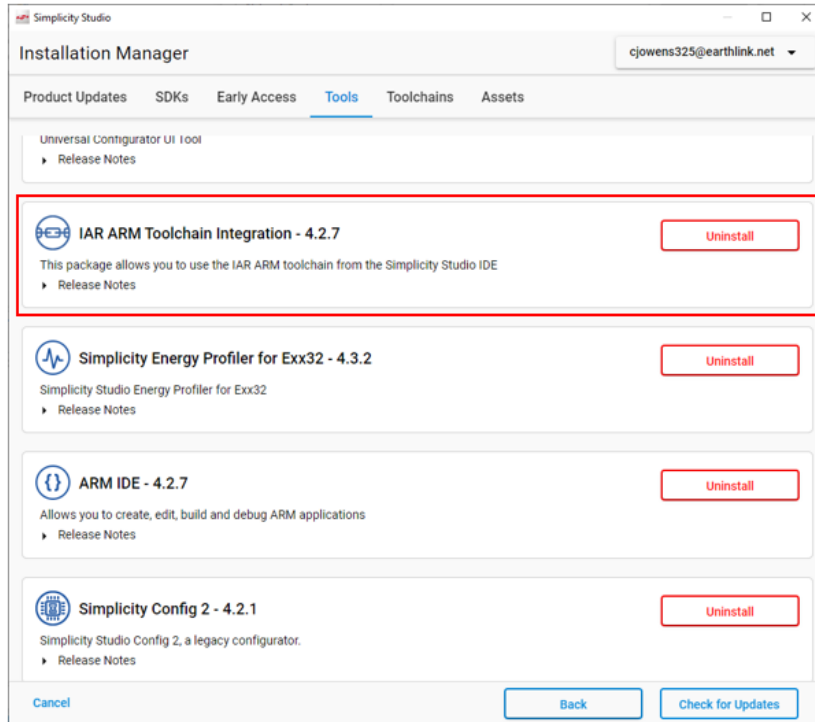 Simplicity Studio
Installation Manager
cjowens325@earthlink.net
Product Updates SDKs Early Access Tools Toolchains Assets
Universal Configurator UI Tool
Release Notes
IAR ARM Toolchain Integration - 4.2.7
Uninstall
This package allows you to use the IAR ARM toolchain from the Simplicity Studio IDE
Release Notes
Simplicity Energy Profiler for Exx32 - 4.3.2
Uninstall
Simplicity Studio Energy Profiler for Exx32
Release Notes
{} ARM IDE - 4.2.7
Uninstall
Allows you to create, edit, build and debug ARM applications
Release Notes
Simplicity Config 2 - 4.2.1
Uninstall
Simplicity Studio Config 2, a legacy configurator.
Release Notes
Cancel Back Check for Updates